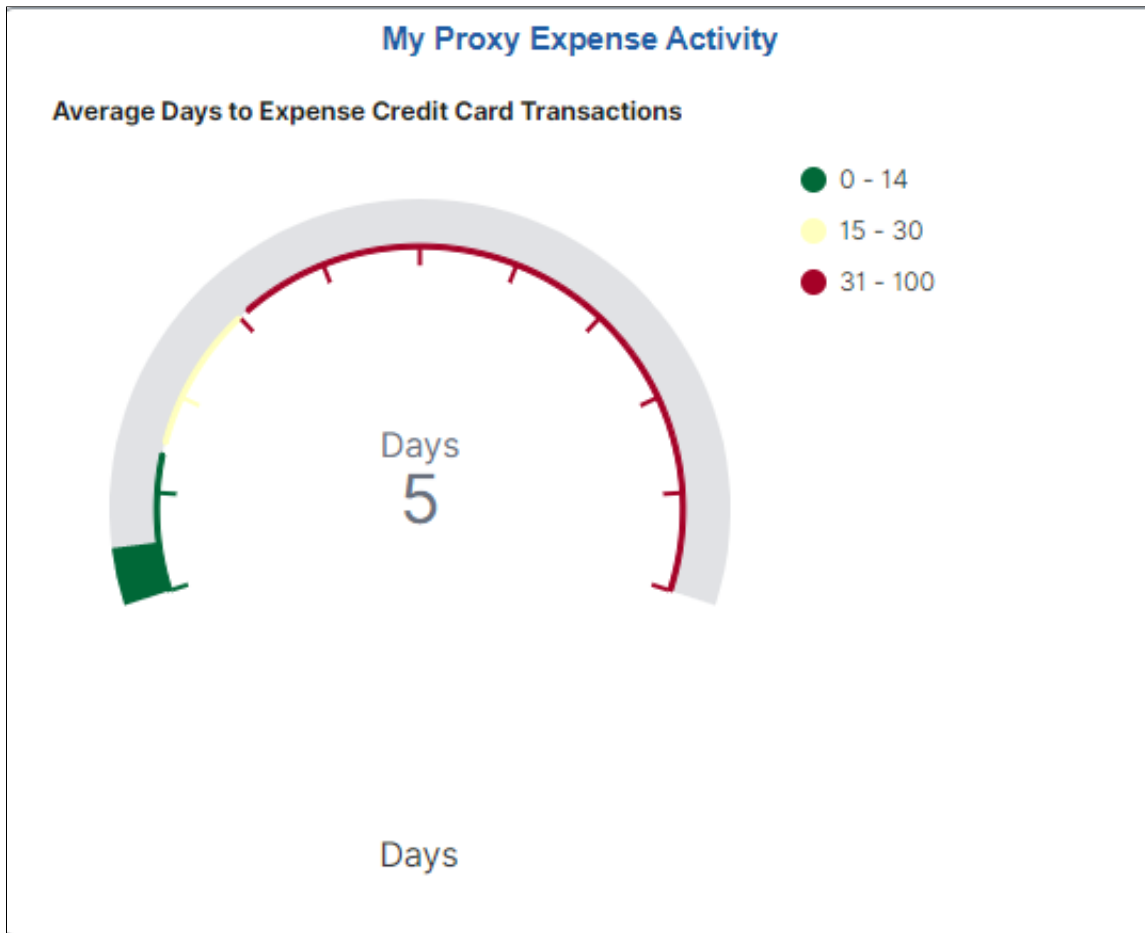 My Proxy Expense Activity
Average Days to Expense Credit Card Transactions
0 - 14
15 - 30
31 - 100
Days
5
Days